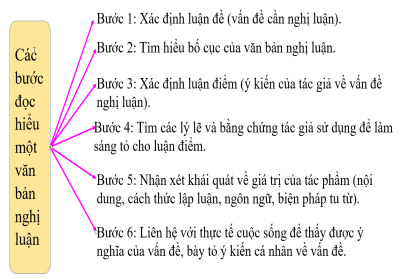 Các
bước
đọc
hiểu
một
văn
bản
nghị
luận
Bước 1: Xác định luận đề (vấn đề cần nghị luận).
Bước 2: Tìm hiểu bố cục của văn bản nghị luận.
Bước 3: Xác định luận điểm (ý kiến của tác giả về vấn đề
nghị luận).
Bước 4: Tìm các lý lẽ và bằng chứng tác giả sử dụng để làm
sáng tỏ cho luận điểm.
Bước 5: Nhận xét khái quát về giá trị của tác phẩm (nội
dung, cách thức lập luận, ngôn ngữ, biện pháp tu từ).
Bước 6: Liên hệ với thực tế cuộc sống để thấy được ý
nghĩa của vấn đề, bày tỏ ý kiến cá nhân về vấn đề.